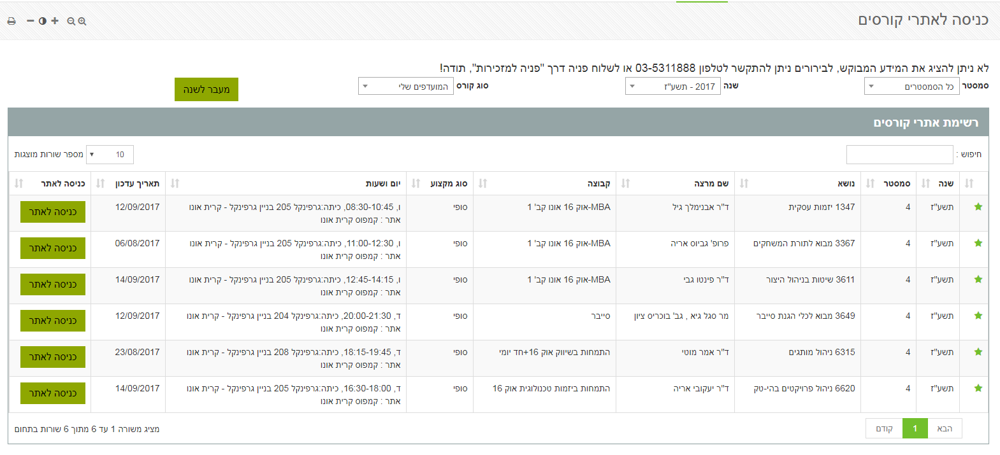 כניסה לאתרי קורסים
לא ניתן להציג את המידע המבוקש, לבירורים ניתן להתקשר לטלפון 03-5311888 או לשלוח פניה דרך "פניה למזכירות", תודה!
סמסטר כל הסמסטרים שנה 2017 - תשע"ז סוג קורס המועדפים שלי מעבר לשנה
רשימת אתרי קורסים
חיפוש : 10 מספר שורות מוצגות
שנה סמסטר נושא שם מרצה קבוצה סוג מקצוע יום ושעות תאריך עדכון כניסה לאתר
תשע"ז 4 1347 יזמות עסקית ד"ר אבנימלך גיל MBA-אוק 16 אונו קב' 1 סופי ו, 08:30-10:45, כיתה:גרפינקל 205 בניין גרפינקל - קרית אונו 12/09/2017 כניסה לאתר
אתר : קמפוס קרית אונו
תשע"ז 4 3367 מבוא לתורת המשחקים פרופ' גביוס אריה MBA-אוק 16 אונו קב' 1 סופי ו, 11:00-12:30, כיתה:גרפינקל 205 בניין גרפינקל - קרית אונו 06/08/2017 כניסה לאתר
אתר : קמפוס קרית אונו
תשע"ז 4 3611 שיטות בניהול היצור ד"ר פינטו גבי MBA-אוק 16 אונו קב' 1 סופי ו, 12:45-14:15, כיתה:גרפינקל 205 בניין גרפינקל - קרית אונו 14/09/2017 כניסה לאתר
אתר : קמפוס קרית אונו
תשע"ז 4 3649 מבוא לכלי הגנת סייבר מר סגל גיא , גב' בוכריס ציון סייבר סופי ד, 20:00-21:30, כיתה:גרפינקל 204 בניין גרפינקל - קרית אונו 12/09/2017 כניסה לאתר
אתר : קמפוס קרית אונו
תשע"ז 4 6315 ניהול מותגים ד"ר אמר מוטי התמחות בשיווק אוק 16+חד יומי סופי ד, 18:15-19:45, כיתה:גרפינקל 208 בניין גרפינקל - קרית אונו 23/08/2017 כניסה לאתר
אתר : קמפוס קרית אונו
תשע"ז 4 6620 ניהול פרויקטים בהי-טק ד"ר יעקובי אריה התמחות ביזמות טכנולוגית אוק 16 סופי ד, 16:30-18:00, כיתה:גרפינקל 205 בניין גרפינקל - קרית אונו 14/09/2017 כניסה לאתר
אתר : קמפוס קרית אונו
הבא 1 קודם מציג משורה 1 עד 6 מתוך 6 שורות בתחום